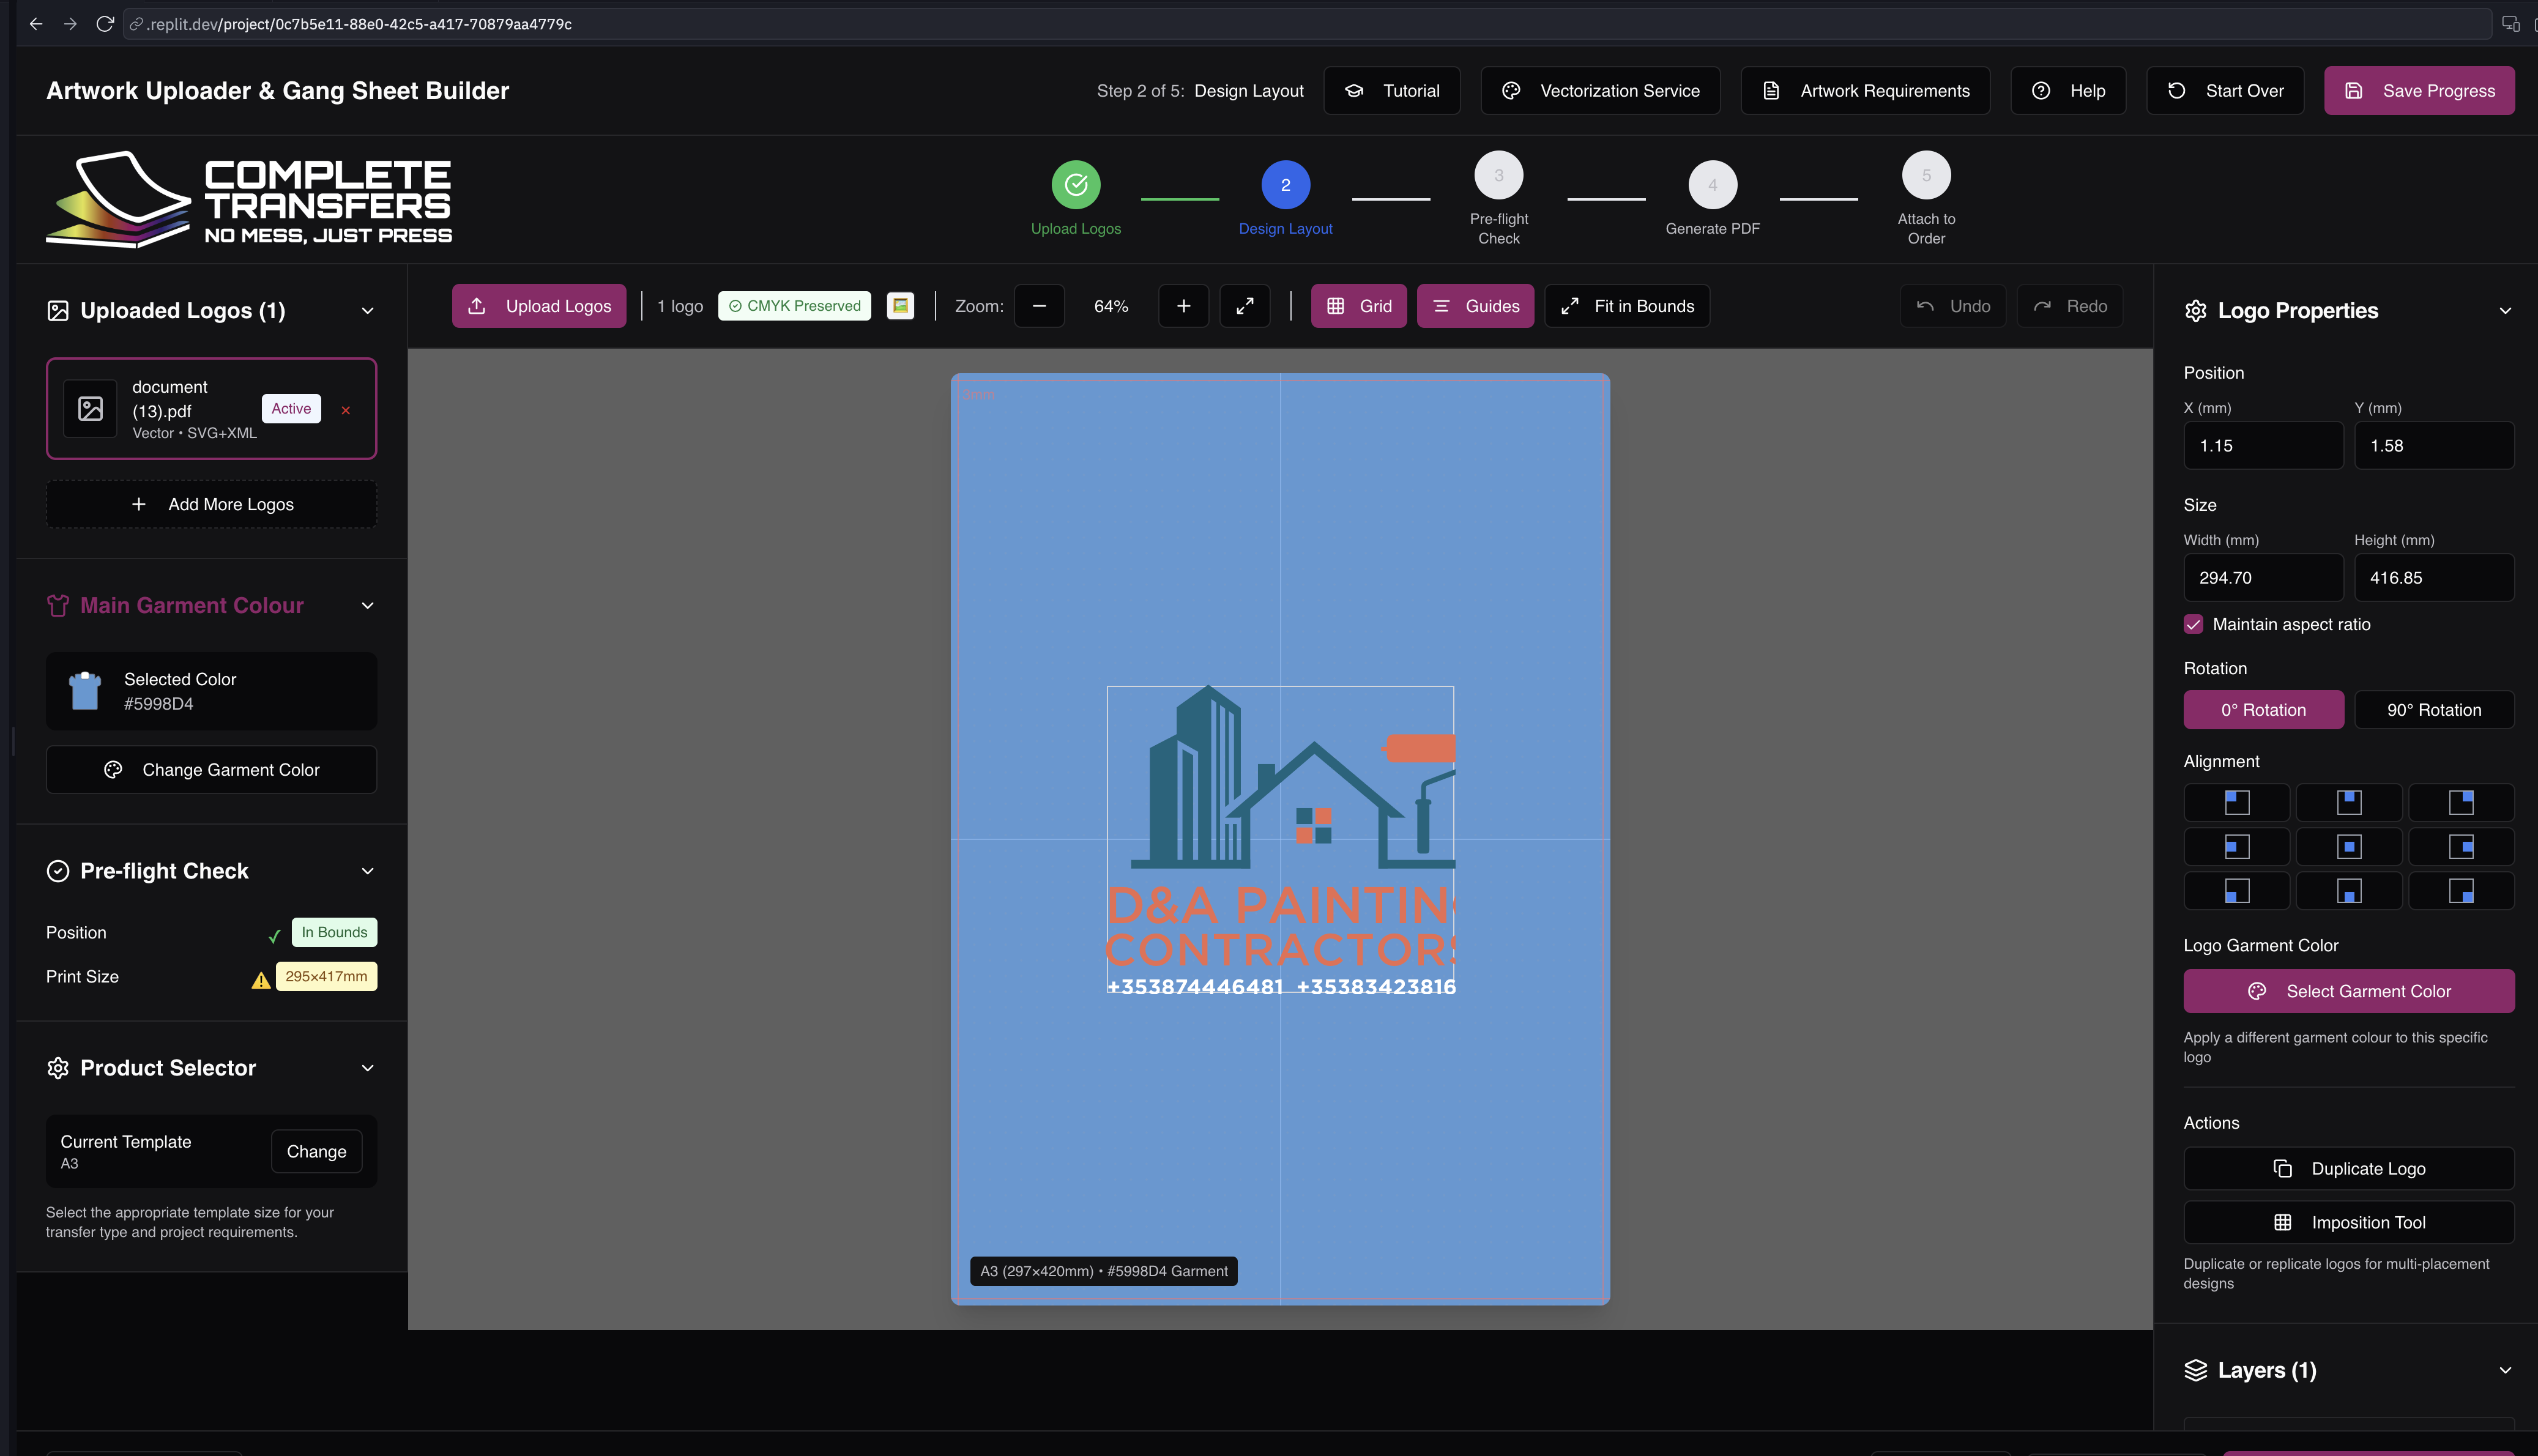 .replit.dev/project/0c7b5e11-88e0-42c5-a417-70879aa4779c
Artwork Uploader & Gang Sheet Builder
Step 2 of 5: Design Layout
Tutorial
Vectorization Service
Artwork Requirements
Help
Start Over
Save Progress
COMPLETE
TRANSFERS
NO MESS, JUST PRESS
Upload Logos
2
Design Layout
3
Pre-flight
Check
4
Generate PDF
5
Attach to
Order
Uploaded Logos (1)
document
(13).pdf
Vector • SVG+XML
Active
Add More Logos
Main Garment Colour
Selected Color
#5998D4
Change Garment Color
Pre-flight Check
Position
In Bounds
Print Size
295×417mm
Product Selector
Current Template
A3
Change
Select the appropriate template size for your
transfer type and project requirements.
Upload Logos
1 logo
CMYK Preserved
Zoom:
64%
Grid
Guides
Fit in Bounds
Undo
Redo
3mm
D&A PAINTIN
CONTRACTORS
+353874446481 +35383423816
A3 (297×420mm) • #5998D4 Garment
Logo Properties
Position
X (mm)
Y (mm)
1.15
1.58
Size
Width (mm)
Height (mm)
294.70
416.85
Maintain aspect ratio
Rotation
0° Rotation
90° Rotation
Alignment
Logo Garment Color
Select Garment Color
Apply a different garment colour to this specific
logo
Actions
Duplicate Logo
Imposition Tool
Duplicate or replicate logos for multi-placement
designs
Layers (1)